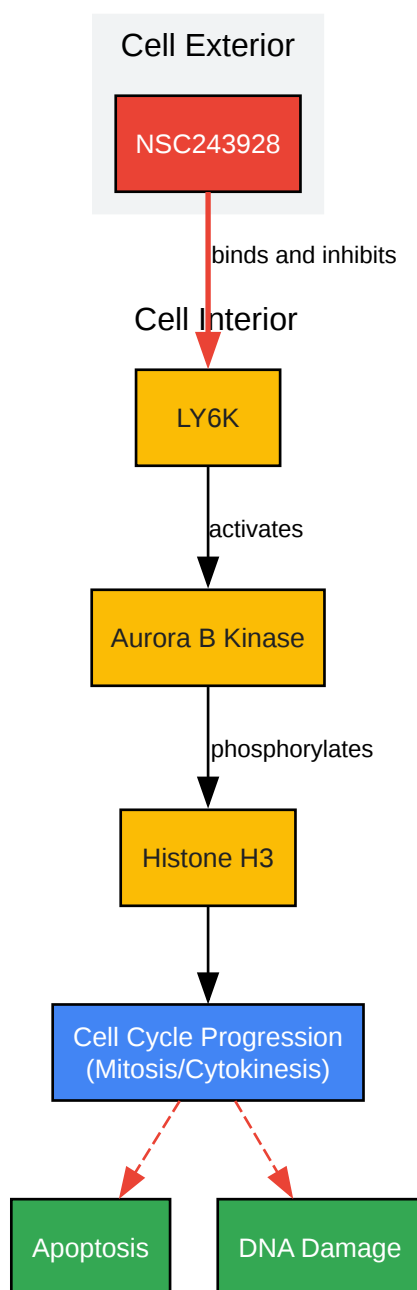 Cell Exterior
NSC243928
binds and inhibits
Cell Interior
LY6K
activates
Aurora B Kinase
phosphorylates
Histone H3
Cell Cycle Progression
(Mitosis/Cytokinesis)
Apoptosis
DNA Damage